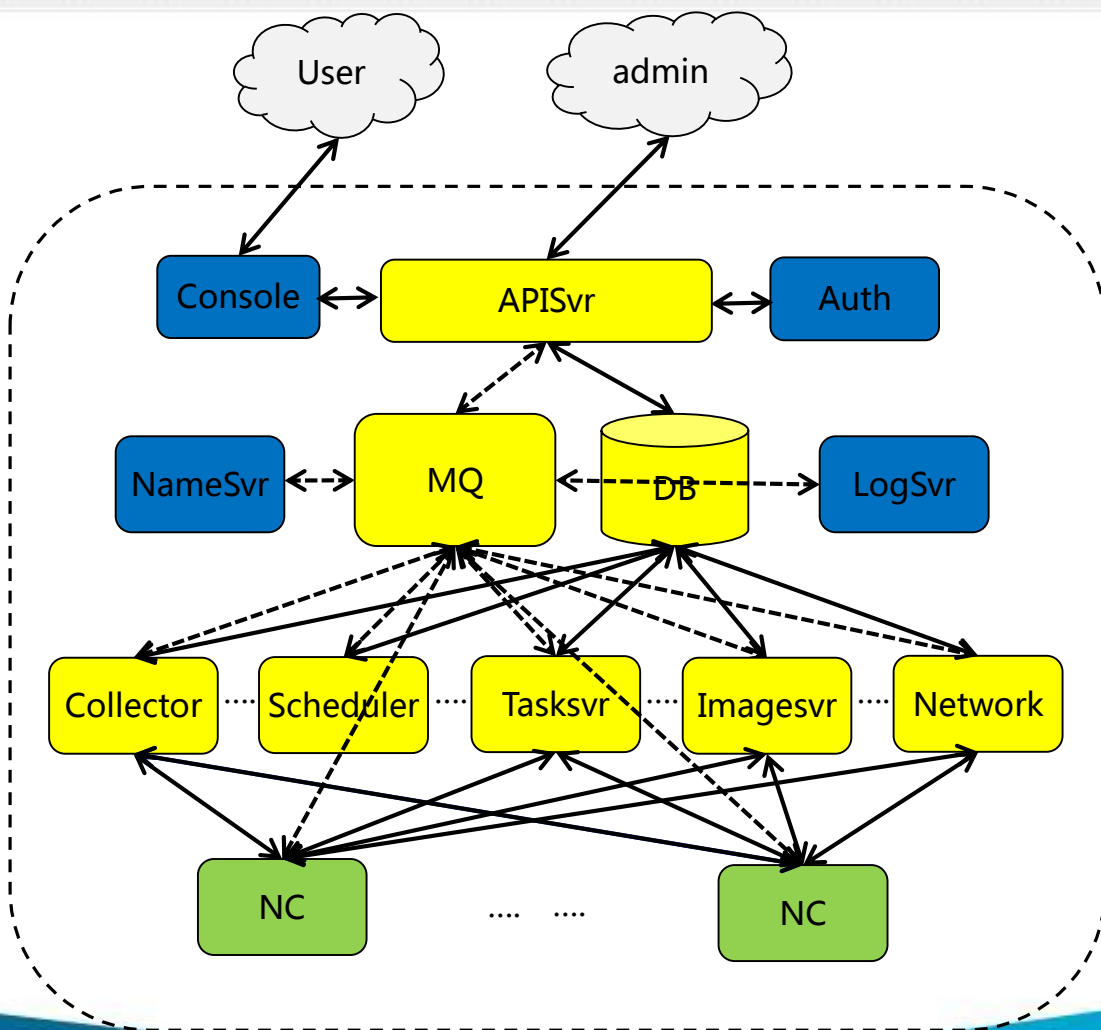 User
admin
Console
APISvr
Auth
NameSvr
MQ
DB
LogSvr
Collector
....
Scheduler
....
Tasksvr
....
Imagesvr
....
Network
NC
.... ....
NC